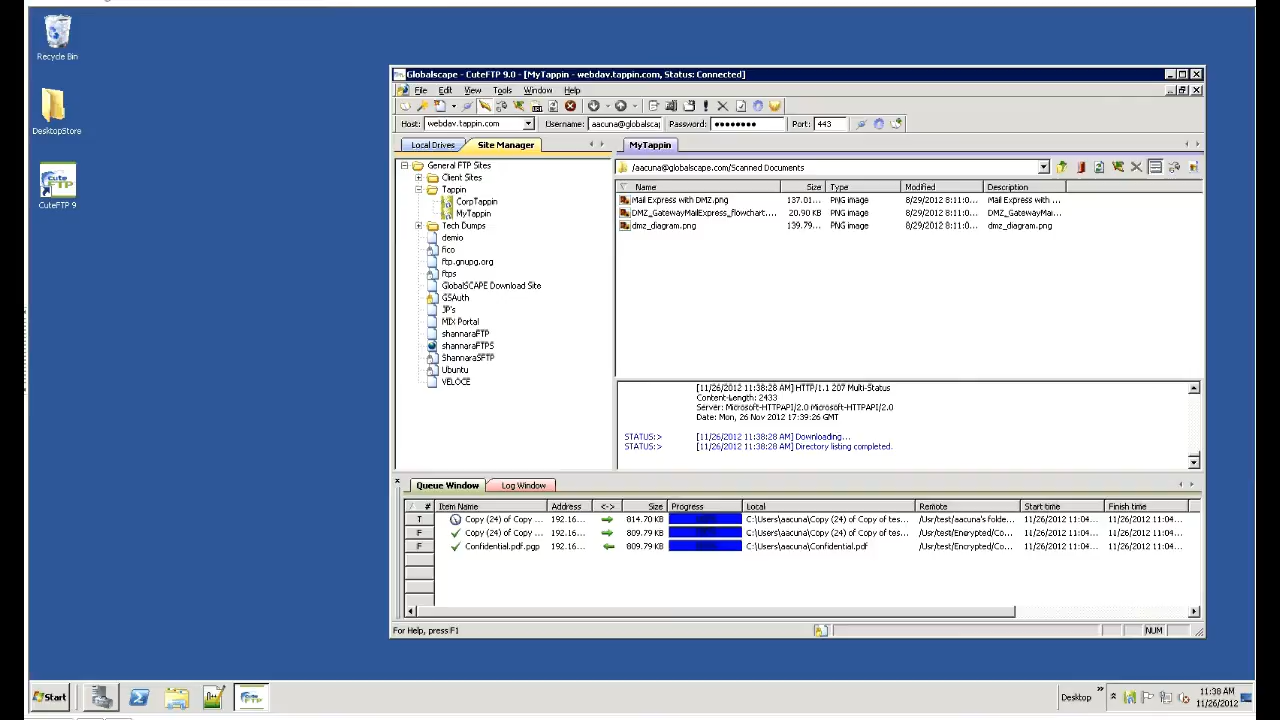 Recycle Bin
DesktopStore
cute FTP
CuteFTP 9
Globalscape - CuteFTP 9.0 - [MyTappin - webdav.tappin.com, Status: Connected]
File Edit View Tools Window Help
Host: webdav.tappin.com Username: aacuna@globalscap Password: ●●●●●●●● Port: 443
Local Drives Site Manager MyTappin
General FTP Sites
Client Sites
Tappin
CorpTappin
MyTappin
Tech Dumps
demio
fico
ftp.gnupg.org
ftps
GlobalSCAPE Download Site
GSAuth
JP's
MIX Portal
shannaraFTP
shannaraFTPS
ShannaraSFTP
Ubuntu
VELOCE
/aacuna@globalscape.com/Scanned Documents
Name Size Type Modified Description
Mail Express with DMZ.png 137.01... PNG image 8/29/2012 8:11:0... Mail Express with ...
DMZ_GatewayMailExpress_flowchart.... 20.90 KB PNG image 8/29/2012 8:11:0... DMZ_GatewayMai...
dmz_diagram.png 139.79... PNG image 8/29/2012 8:11:0... dmz_diagram.png
[11/26/2012 11:38:28 AM] HTTP/1.1 207 Multi-Status
Content-Length: 2433
Server: Microsoft-HTTPAPI/2.0 Microsoft-HTTPAPI/2.0
Date: Mon, 26 Nov 2012 17:39:26 GMT
STATUS:> [11/26/2012 11:38:28 AM] Downloading...
STATUS:> [11/26/2012 11:38:28 AM] Directory listing completed.
Queue Window Log Window
# Item Name Address <-> Size Progress Local Remote Start time Finish time
T Copy (24) of Copy ... 192.16... 814.70 KB C:\Users\aacuna\Copy (24) of Copy of tes... /Usr/test/aacuna's folde... 11/26/2012 11:04... 11/26/2012 11:04...
F Copy (24) of Copy ... 192.16... 809.79 KB C:\Users\aacuna\Copy (24) of Copy of tes... /Usr/test/Encrypted/Co... 11/26/2012 11:04... 11/26/2012 11:04...
F Confidential.pdf.pgp 192.16... 809.79 KB C:\Users\aacuna\Confidential.pdf /Usr/test/Encrypted/Co... 11/26/2012 11:04... 11/26/2012 11:04...
For Help, press F1 NUM
Start Desktop » 11:38 AM
11/26/2012